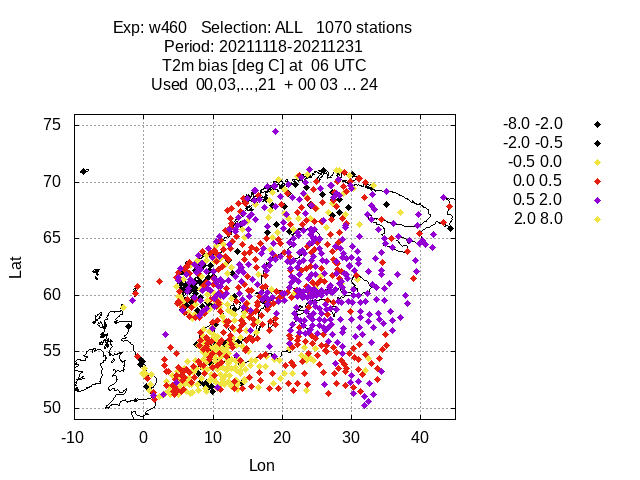 Exp: w460 Selection: ALL 1070 stations
Period: 20211118-20211231
T2m bias [deg C] at 06 UTC
Used 00,03,...,21 + 00 03 ... 24
-8.0 -2.0
-2.0 -0.5
-0.5 0.0
0.0 0.5
0.5 2.0
2.0 8.0
75
70
65
60
55
50
Lat
-10 0 10 20 30 40
Lon